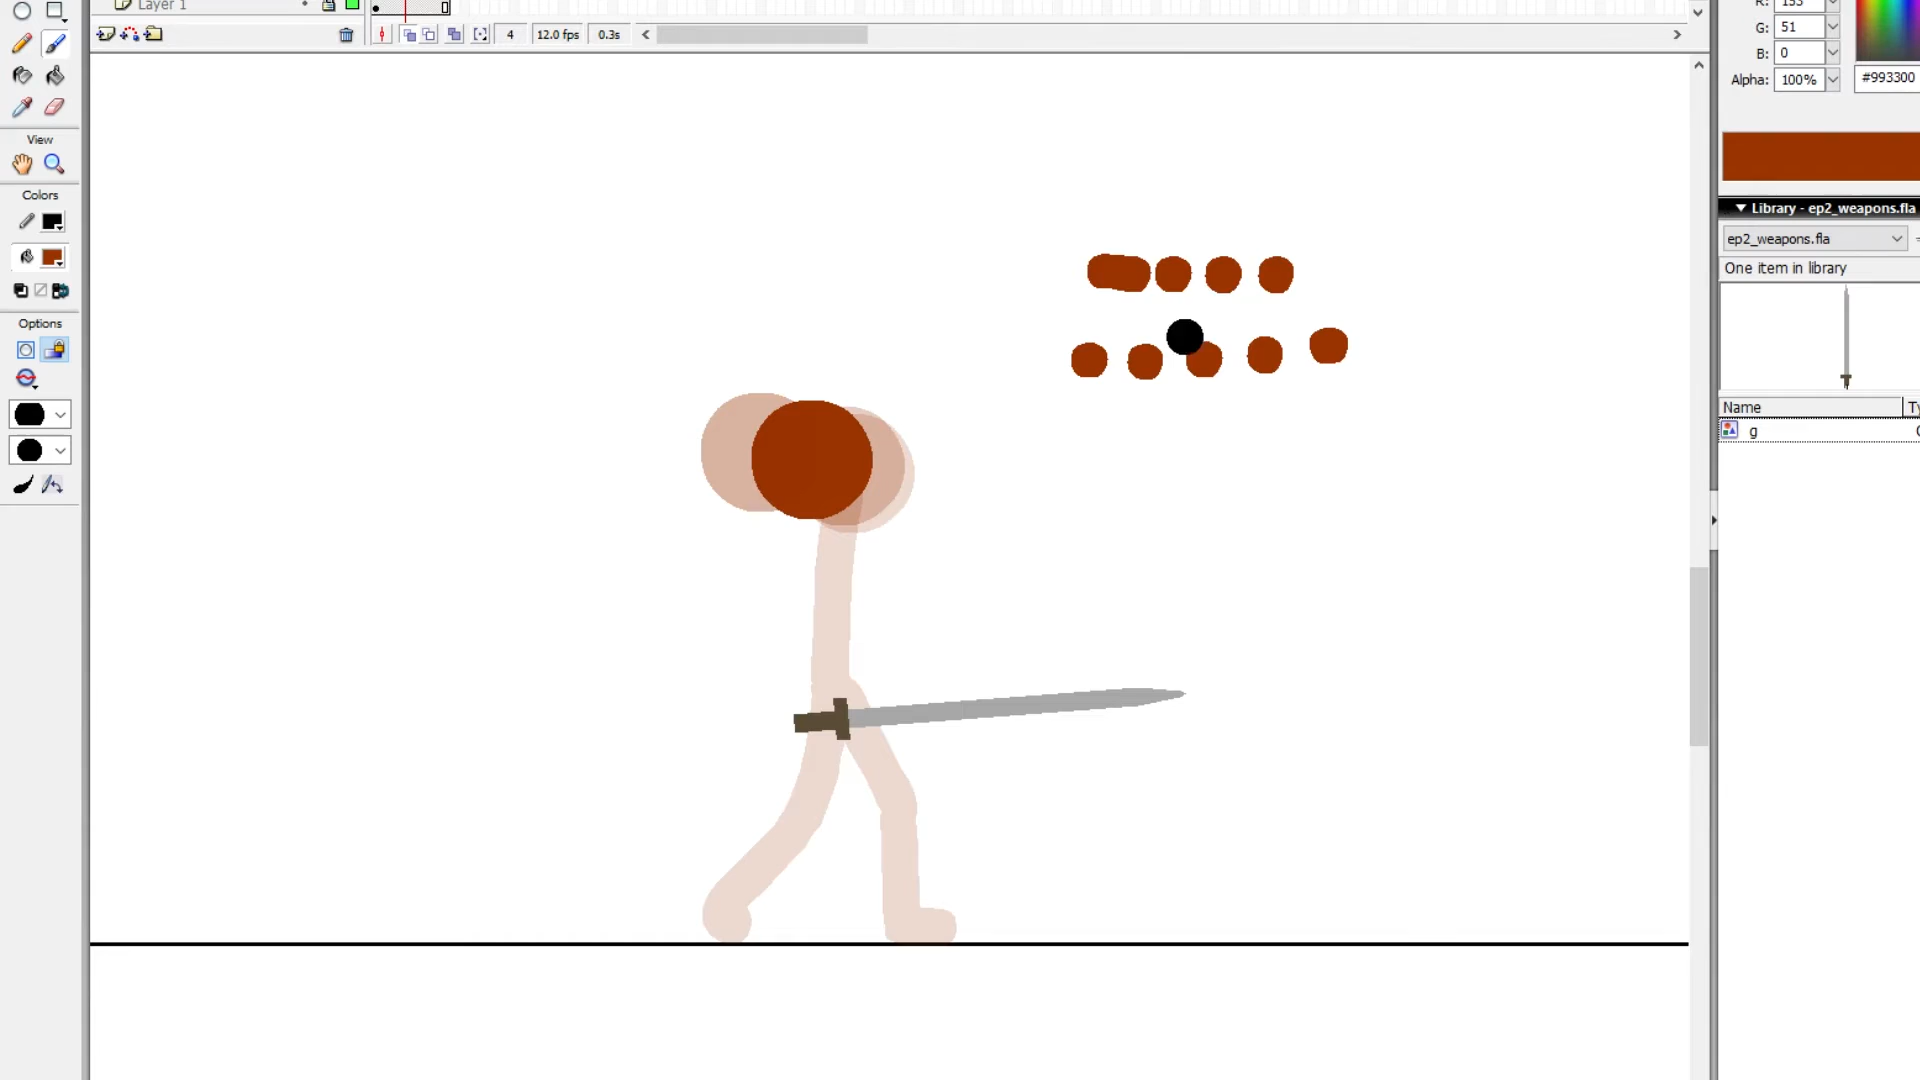 Layer 1
R: 153
4 12.0 fps 0.3s
G: 51
B: 0
Alpha: 100% #993300
View
Colors
Library - ep2_weapons.fla
ep2_weapons.fla
One item in library
Options
Name
g